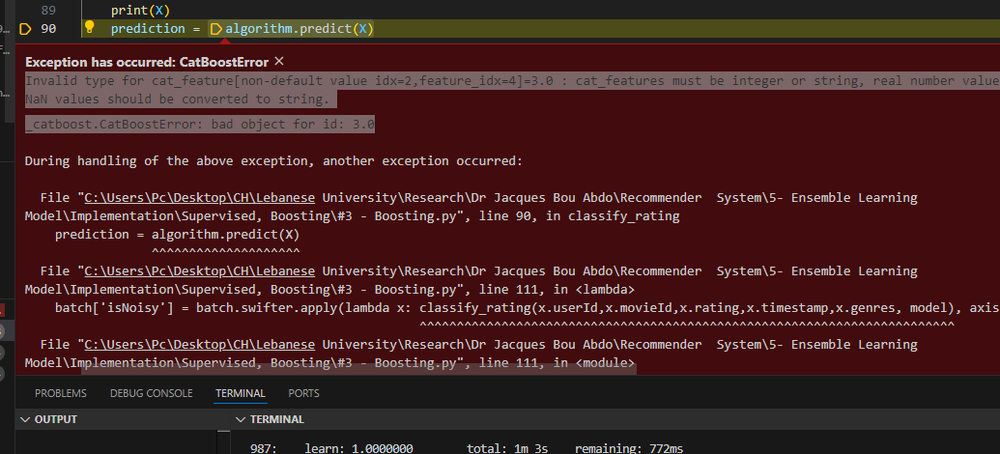 89 print(X)
90 prediction = algorithm.predict(X)
Exception has occurred: CatBoostError ×
Invalid type for cat_feature[non-default value idx=2,feature_idx=4]=3.0 : cat_features must be integer or string, real number value
NaN values should be converted to string.
_catboost.CatBoostError: bad object for id: 3.0
During handling of the above exception, another exception occurred:
File "C:\Users\Pc\Desktop\CH\Lebanese University\Research\Dr Jacques Bou Abdo\Recommender  System\5- Ensemble Learning
Model\Implementation\Supervised, Boosting\#3 - Boosting.py", line 90, in classify_rating
prediction = algorithm.predict(X)
^^^^^^^^^^^^^^^^^^^^
File "C:\Users\Pc\Desktop\CH\Lebanese University\Research\Dr Jacques Bou Abdo\Recommender  System\5- Ensemble Learning
Model\Implementation\Supervised, Boosting\#3 - Boosting.py", line 111, in <lambda>
batch['isNoisy'] = batch.swifter.apply(lambda x: classify_rating(x.userId,x.movieId,x.rating,x.timestamp,x.genres, model), axis
^^^^^^^^^^^^^^^^^^^^^^^^^^^^^^^^^^^^^^^^^^^^^^^^^^^^^^^^^^^^^^^^^^^^^^^^
File "C:\Users\Pc\Desktop\CH\Lebanese University\Research\Dr Jacques Bou Abdo\Recommender  System\5- Ensemble Learning
Model\Implementation\Supervised, Boosting\#3 - Boosting.py", line 111, in <module>
PROBLEMS DEBUG CONSOLE TERMINAL PORTS
OUTPUT TERMINAL
987: learn: 1.0000000 total: 1m 3s remaining: 772ms